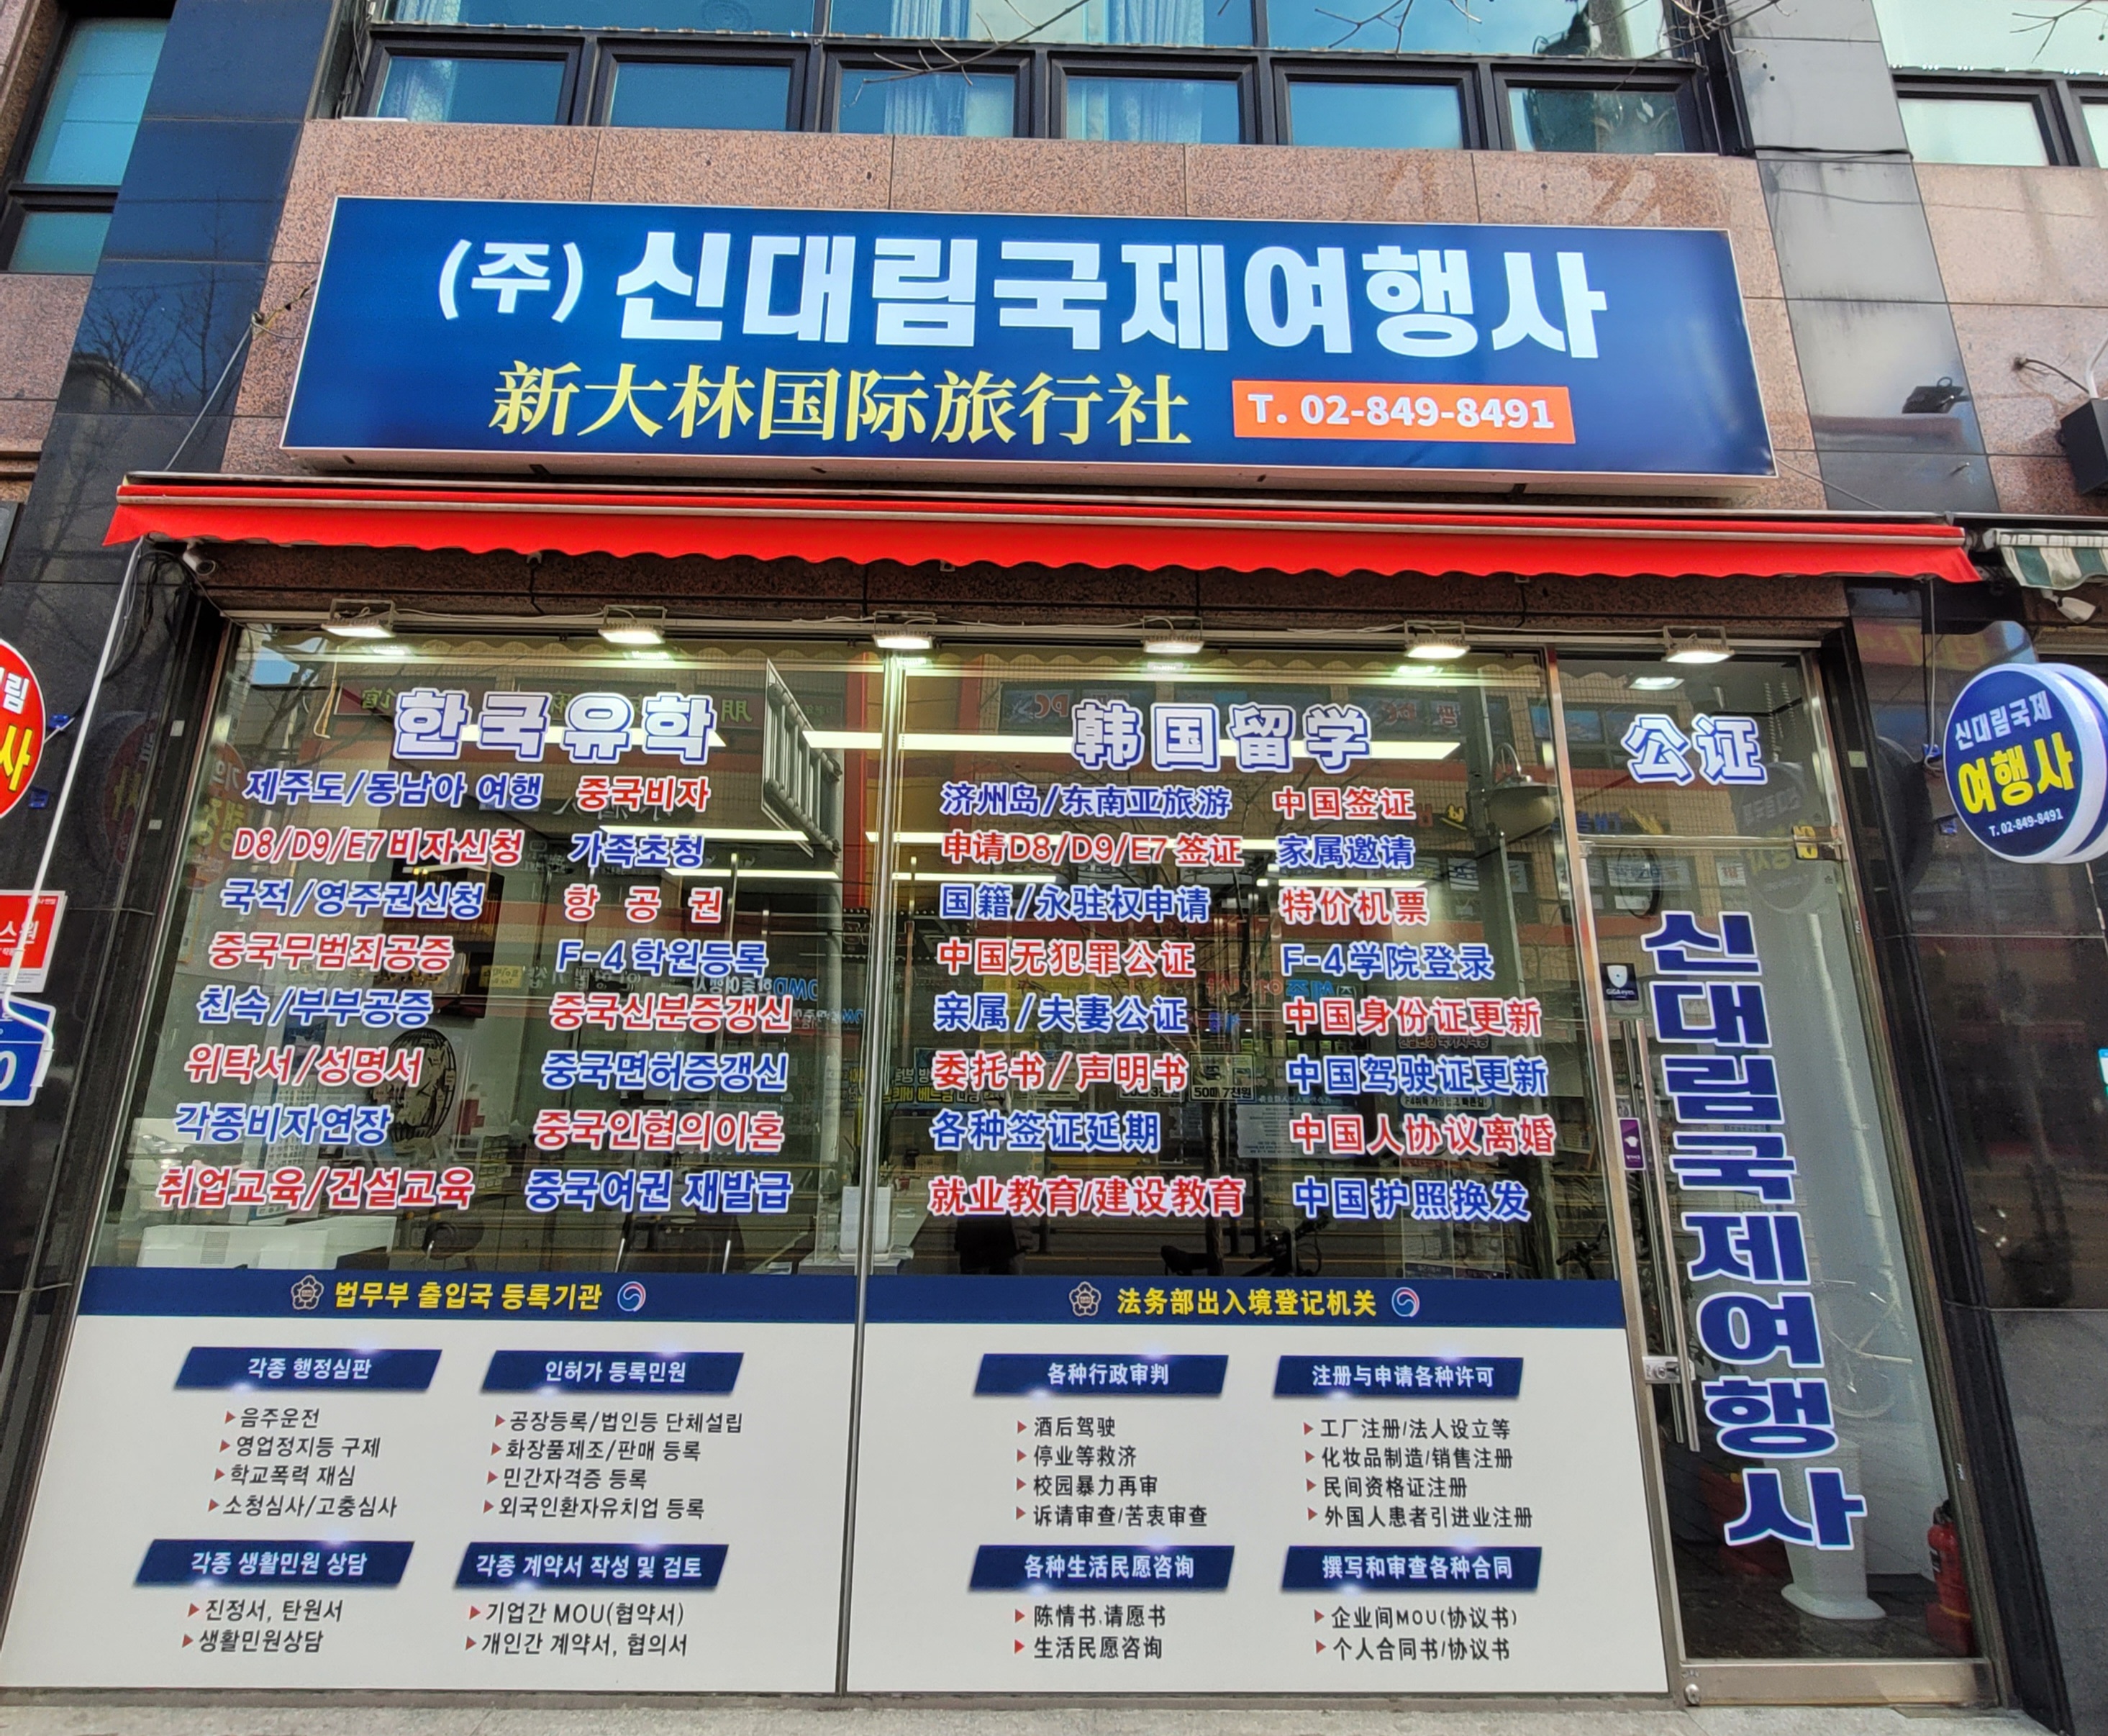 (주) 신대림국제여행사
新大林国际旅行社 T. 02-849-8491
한국유학
제주도/동남아 여행 중국비자
D8/D9/E7비자신청 가족초청
국적/영주권신청 항 공 권
중국무범죄공증 F-4학원등록
친속/부부공증 중국신분증갱신
위탁서/성명서 중국면허증갱신
각종비자연장 중국인협의이혼
취업교육/건설교육 중국여권 재발급
韩国留学
济州岛/东南亚旅游 中国签证
申请D8/D9/E7 签证 家属邀请
国籍/永驻权申请 特价机票
中国无犯罪公证 F-4学院登录
亲属/夫妻公证 中国身份证更新
委托书/声明书 中国驾驶证更新
各种签证延期 中国人协议离婚
就业教育/建设教育 中国护照换发
公证
신대림국제여행사
신대림국제
여행사
T. 02-849-8491
법무부 출입국 등록기관
각종 행정심판
음주운전
영업정지등 구제
학교폭력 재심
소청심사/고충심사
인허가 등록민원
공장등록/법인등 단체설립
화장품제조/판매 등록
민간자격증 등록
외국인환자유치업 등록
각종 생활민원 상담
진정서, 탄원서
생활민원상담
각종 계약서 작성 및 검토
기업간 MOU(협약서)
개인간 계약서, 협의서
法务部出入境登记机关
各种行政审判
酒后驾驶
停业等救济
校园暴力再审
诉请审查/苦衷审查
注册与申请各种许可
工厂注册/法人设立等
化妆品制造/销售注册
民间资格证注册
外国人患者引进业注册
各种生活民愿咨询
陈情书,请愿书
生活民愿咨询
撰写和审查各种合同
企业间MOU(协议书)
个人合同书/协议书